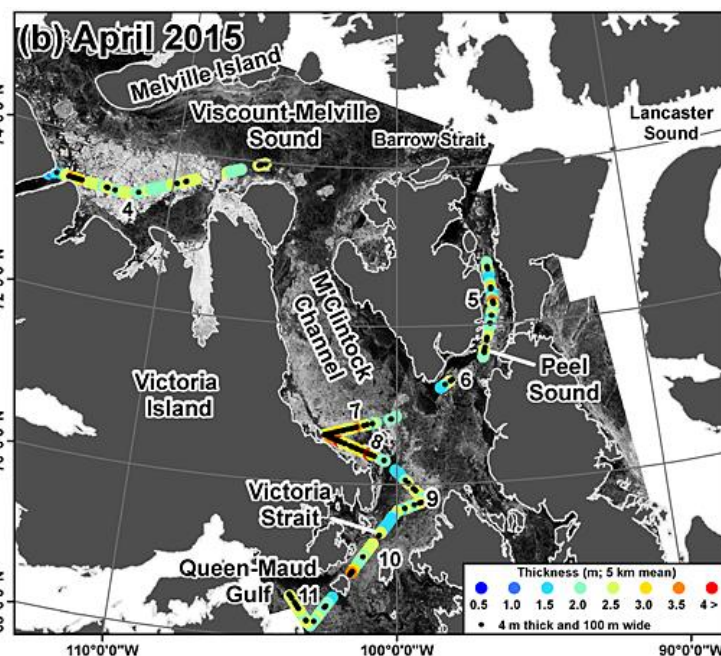 (b) April 2015
Melville Island
Viscount-Melville
Sound
Barrow Strait
Lancaster
Sound
4
5
McClintock
Channel
Peel
Sound
6
Victoria
Island
7
8
Victoria
Strait
9
10
Queen-Maud
Gulf
11
Thickness (m; 5 km mean)
0.5 1.0 1.5 2.0 2.5 3.0 3.5 4 >
4 m thick and 100 m wide
110°0'0"W 100°0'0"W 90°0'0"W